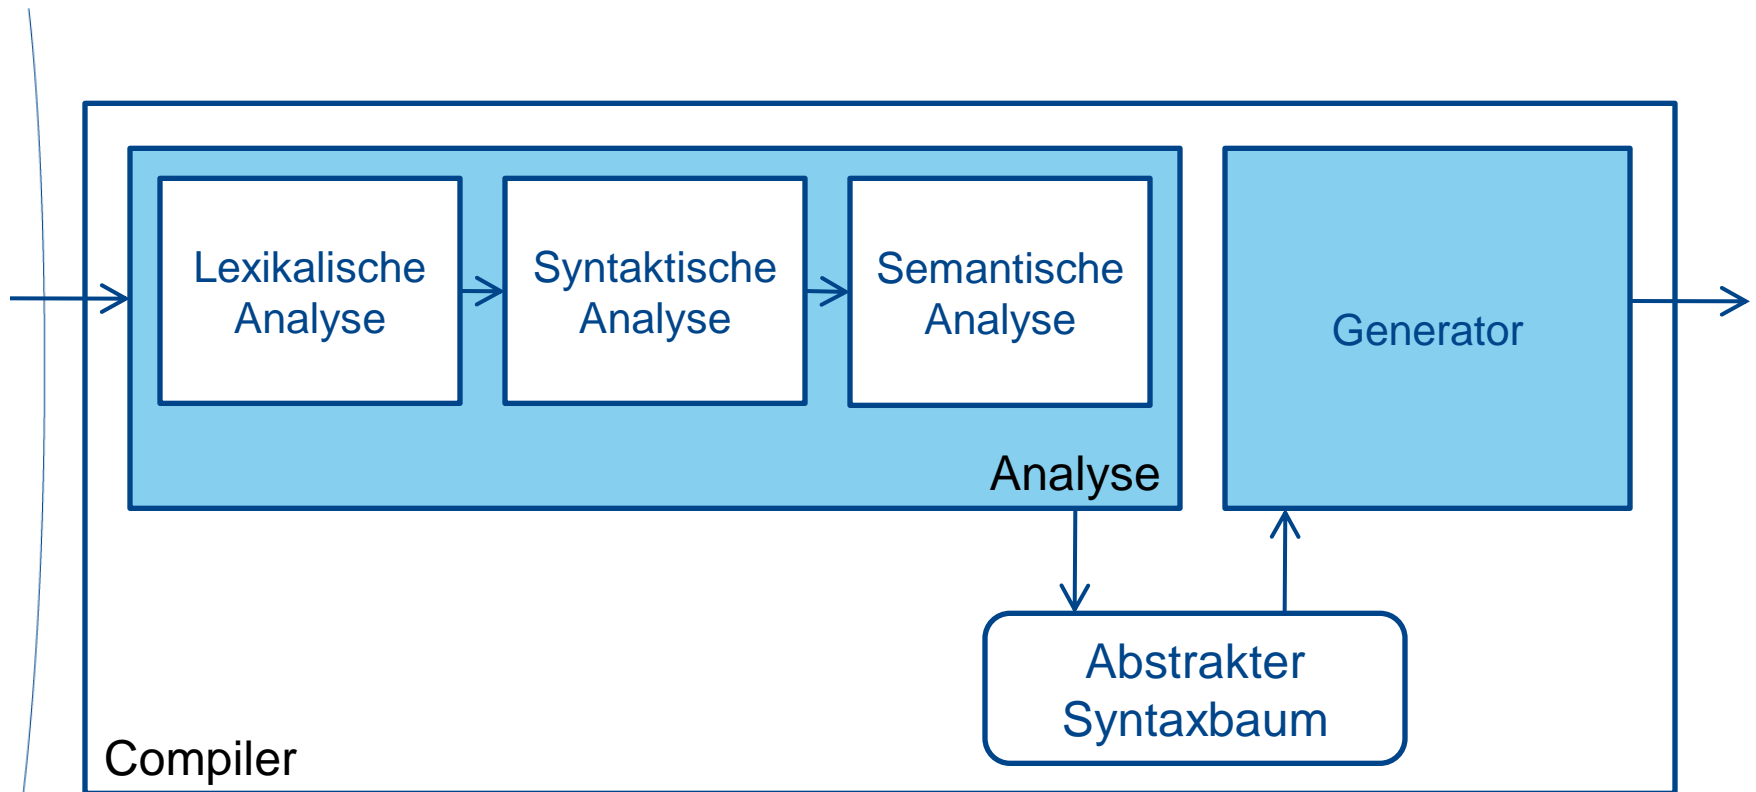 Lexikalische
Analyse
Syntaktische
Analyse
Semantische
Analyse
Generator
Analyse
Abstrakter
Syntaxbaum
Compiler